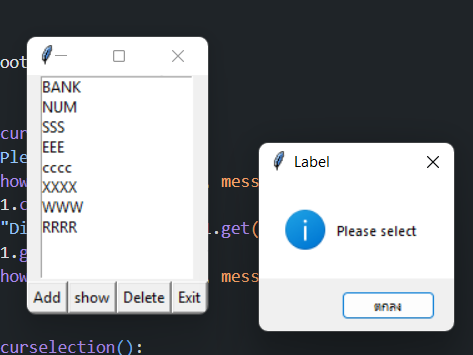 oot
cur
Ple
how
, mess
1.c
"Di
l.get(
1.g
how
, mess
curselection():
BANK
NUM
SSS
EEE
cccc
XXXX
WWW
RRRR
Add show Delete Exit
Label
Please select
ตกลง